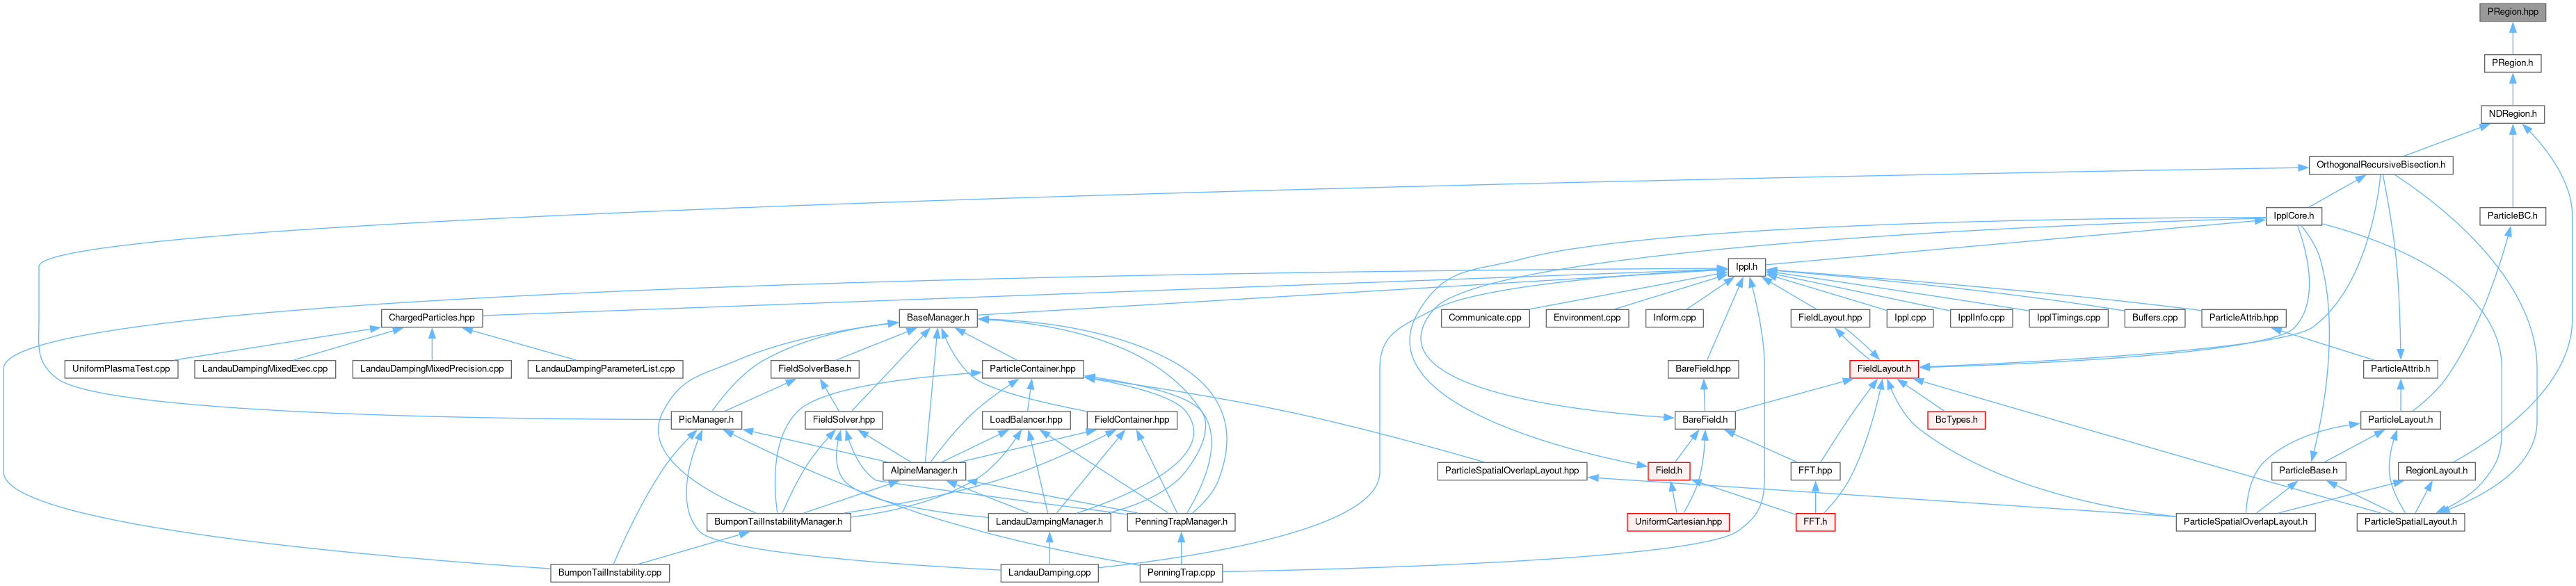 PRegion.hpp
PRegion.h
NDRegion.h
OrthogonalRecursiveBisection.h
IpplCore.h
ParticleBC.h
Ippl.h
ChargedParticles.hpp
BaseManager.h
Communicate.cpp
Environment.cpp
Inform.cpp
FieldLayout.hpp
Ippl.cpp
IpplInfo.cpp
IpplTimings.cpp
Buffers.cpp
ParticleAttrib.hpp
UniformPlasmaTest.cpp
LandauDampingMixedExec.cpp
LandauDampingMixedPrecision.cpp
LandauDampingParameterList.cpp
FieldSolverBase.h
ParticleContainer.hpp
BareField.hpp
FieldLayout.h
ParticleAttrib.h
PicManager.h
FieldSolver.hpp
LoadBalancer.hpp
FieldContainer.hpp
BareField.h
BcTypes.h
ParticleLayout.h
AlpineManager.h
ParticleSpatialOverlapLayout.hpp
Field.h
FFT.hpp
ParticleBase.h
RegionLayout.h
BumponTailInstabilityManager.h
LandauDampingManager.h
PenningTrapManager.h
UniformCartesian.hpp
FFT.h
ParticleSpatialOverlapLayout.h
ParticleSpatialLayout.h
BumponTailInstability.cpp
LandauDamping.cpp
PenningTrap.cpp